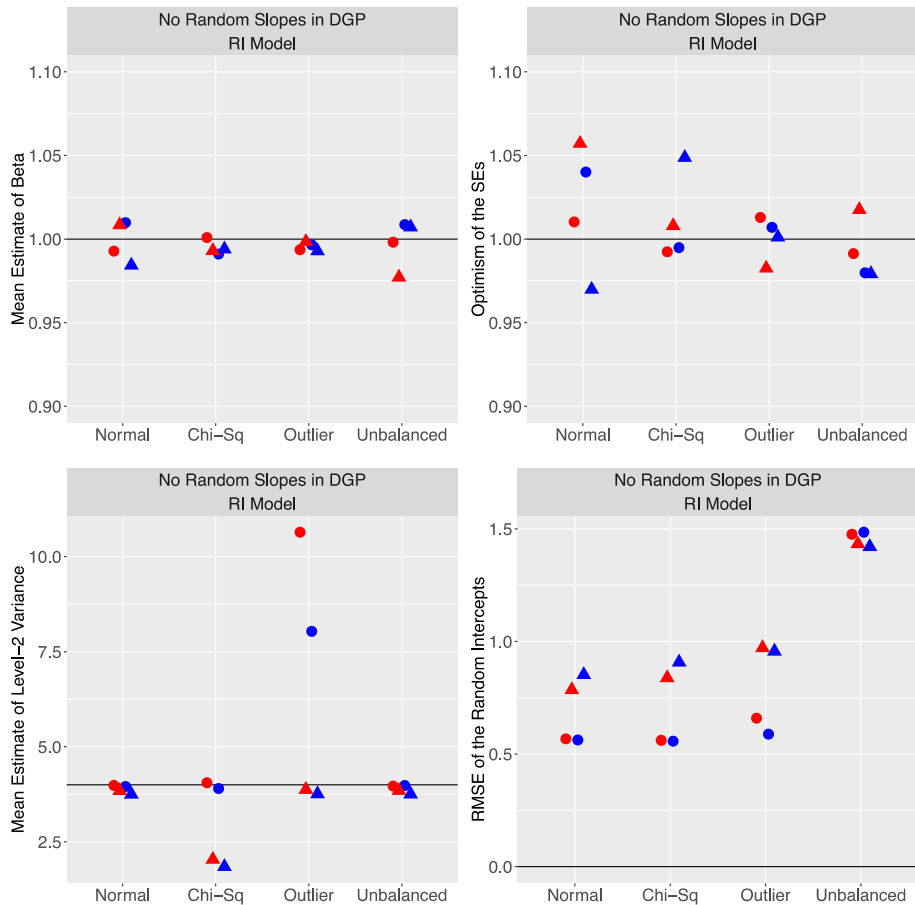 No Random Slopes in DGP
RI Model
Mean Estimate of Beta
1.10
1.05
1.00
0.95
0.90
Normal Chi−Sq Outlier Unbalanced
No Random Slopes in DGP
RI Model
Optimism of the SEs
1.10
1.05
1.00
0.95
0.90
Normal Chi−Sq Outlier Unbalanced
No Random Slopes in DGP
RI Model
Mean Estimate of Level−2 Variance
10.0
7.5
5.0
2.5
Normal Chi−Sq Outlier Unbalanced
No Random Slopes in DGP
RI Model
RMSE of the Random Intercepts
1.5
1.0
0.5
0.0
Normal Chi−Sq Outlier Unbalanced